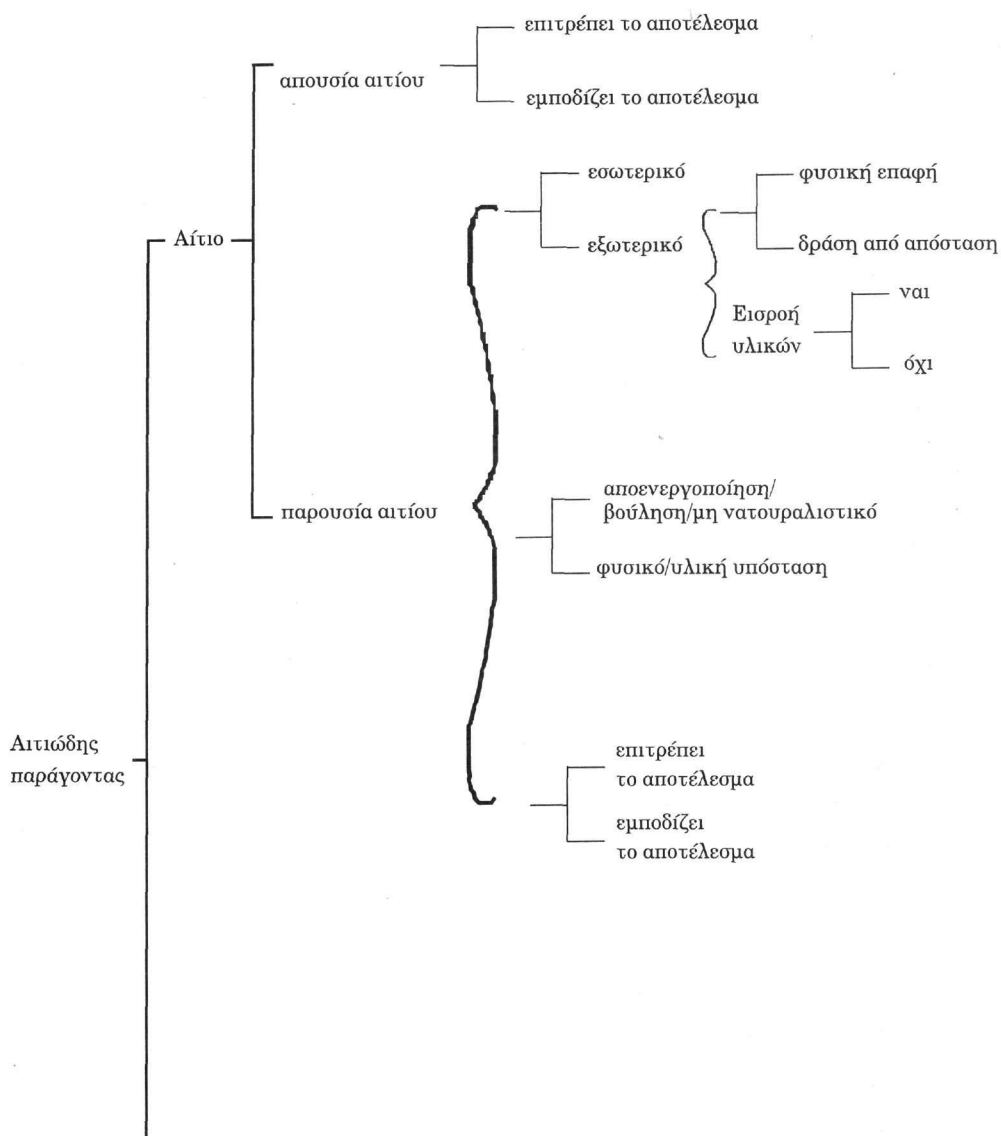 επιτρέπει το αποτέλεσμα
απουσία αιτίου
εμποδίζει το αποτέλεσμα
εσωτερικό
φυσική επαφή
Αίτιο
εξωτερικό
δράση από απόσταση
ναι
Εισροή
υλικών
όχι
αποενεργοποίηση/
βούληση/μη νατουραλιστικό
παρουσία αιτίου
φυσικό/υλική υπόσταση
Αιτιώδης
παράγοντας
επιτρέπει
το αποτέλεσμα
εμποδίζει
το αποτέλεσμα